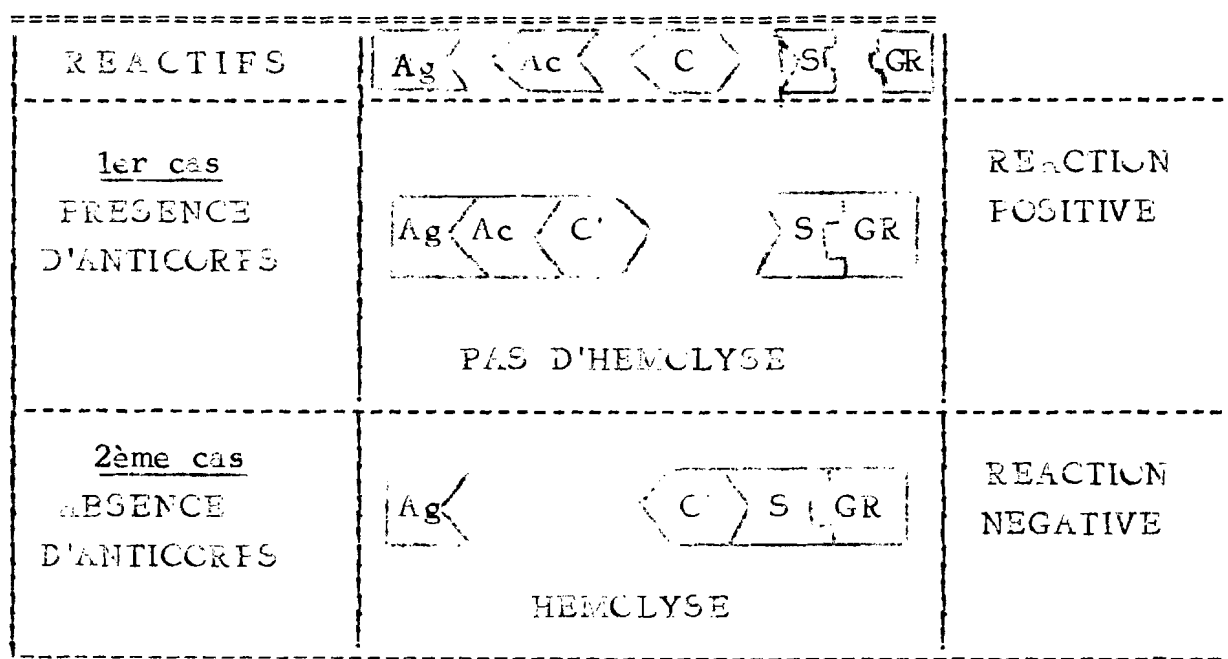 REACTIFS Ag Ac C S GR
1er cas
PRESENCE
D'ANTICORPS
Ag Ac C' S GR
PAS D'HEMOLYSE
REACTION
POSITIVE
2ème cas
ABSENCE
D'ANTICORPS
Ag C' S GR
HEMOLYSE
REACTION
NEGATIVE